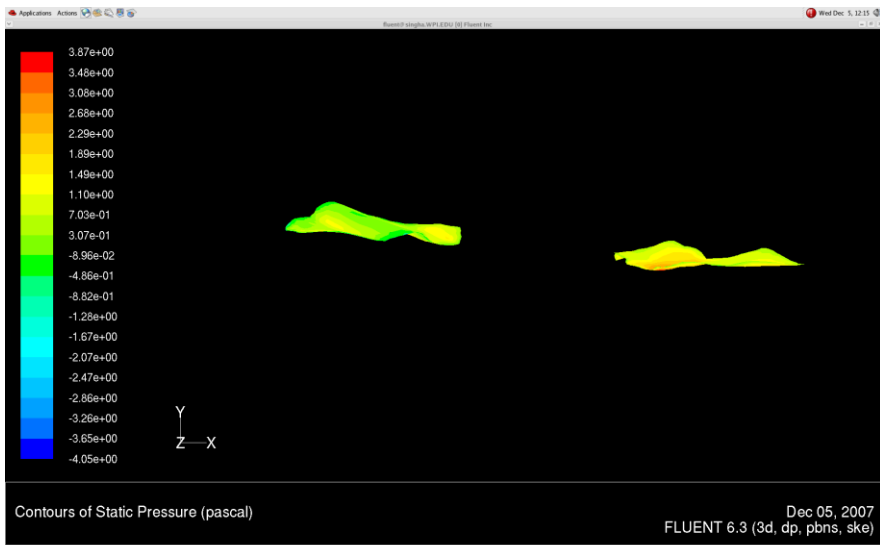 Applications Actions
Wed Dec 5, 12:15
3.87e+00
3.48e+00
3.08e+00
2.68e+00
2.29e+00
1.89e+00
1.49e+00
1.10e+00
7.03e-01
3.07e-01
-8.96e-02
-4.86e-01
-8.82e-01
-1.28e+00
-1.67e+00
-2.07e+00
-2.47e+00
-2.86e+00
-3.26e+00
-3.65e+00
-4.05e+00
Y
Z X
Contours of Static Pressure (pascal)
Dec 05, 2007
FLUENT 6.3 (3d, dp, pbns, ske)